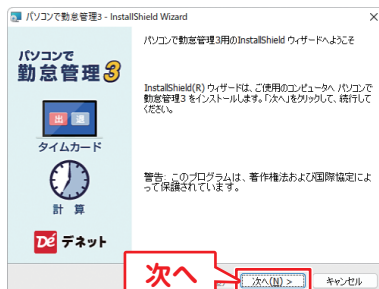 パソコンで勤怠管理3 - InstallShield Wizard
パソコンで勤怠管理3用のInstallShield ウィザードへようこそ
パソコンで
勤怠管理3
InstallShield(R) ウィザードは、ご使用のコンピュータへ パソコンで
勤怠管理3 をインストールします。「次へ」をクリックして、続行して
ください。
出 退
タイムカード
警告: このプログラムは、著作権法および国際協定によ
って保護されています。
計 算
De デネット
次へ
次へ(N) >
キャンセル